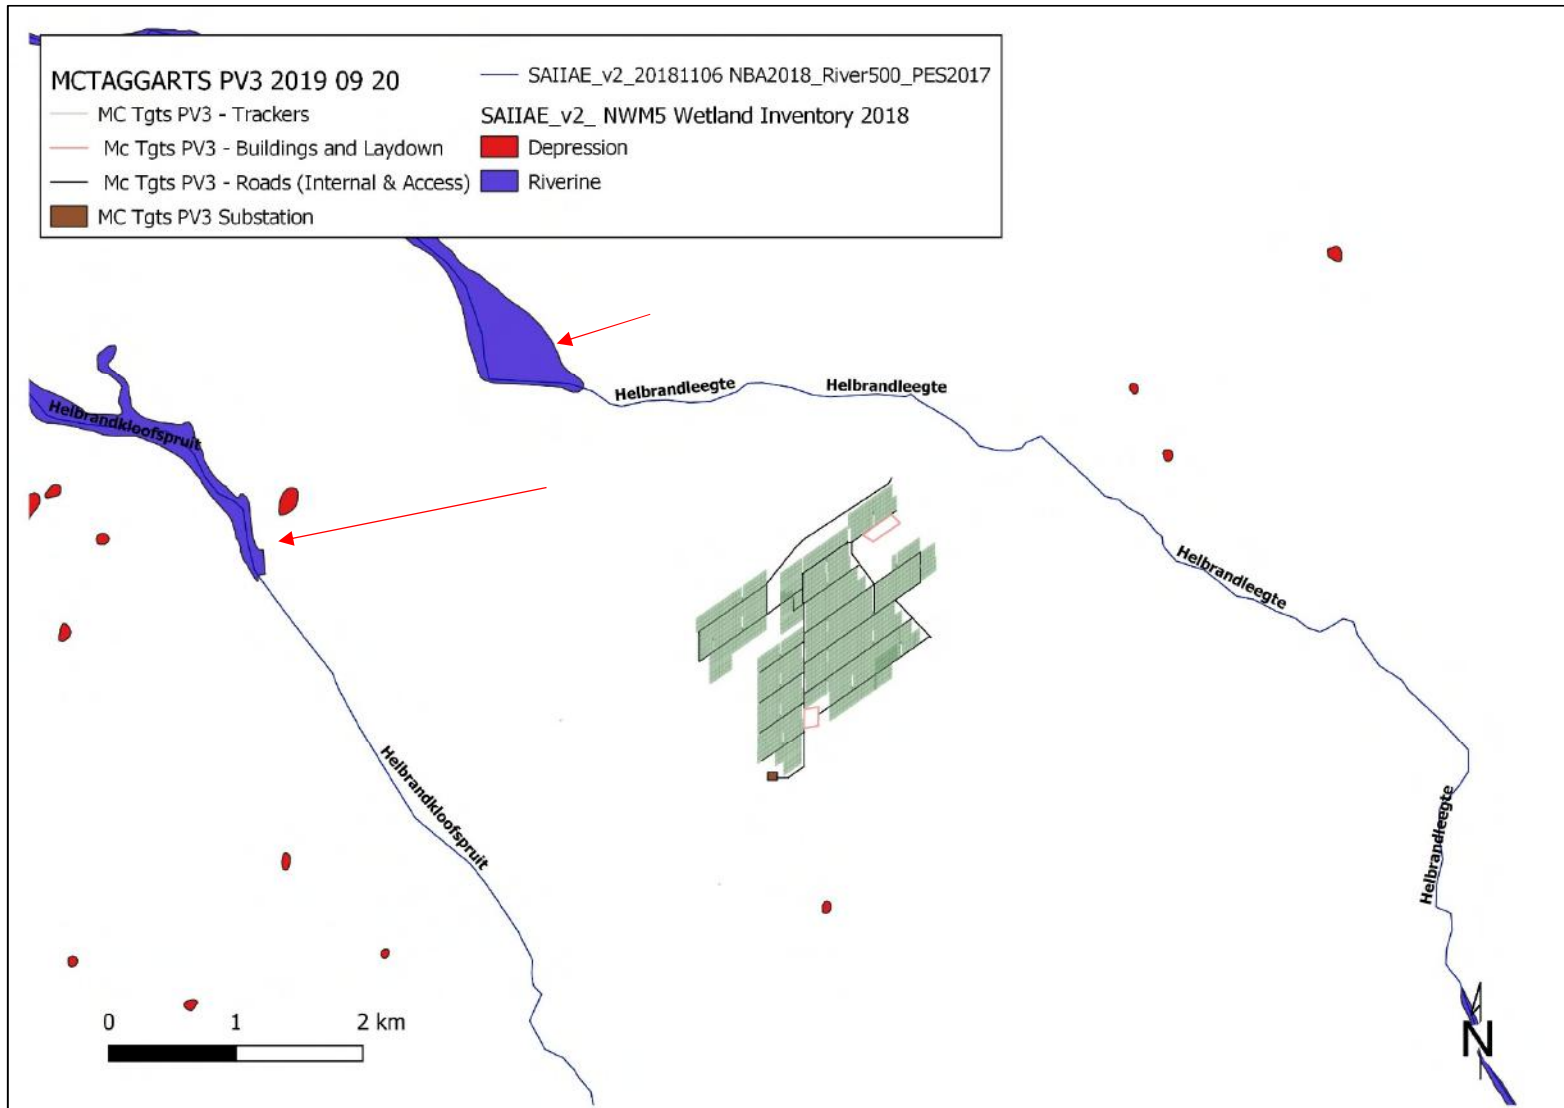 MCTAGGARTS PV3 2019 09 20
MC Tgts PV3 - Trackers
Mc Tgts PV3 - Buildings and Laydown
Mc Tgts PV3 - Roads (Internal & Access)
MC Tgts PV3 Substation
SAIIAE_v2_20181106 NBA2018_River500_PES2017
SAIIAE_v2_ NWM5 Wetland Inventory 2018
Depression
Riverine
Helbrandleegte
Helbrandleegte
Helbrandkloofspruit
Helbrandleegte
Helbrandkloofspruit
Helbrandleegte
0 1 2 km
N